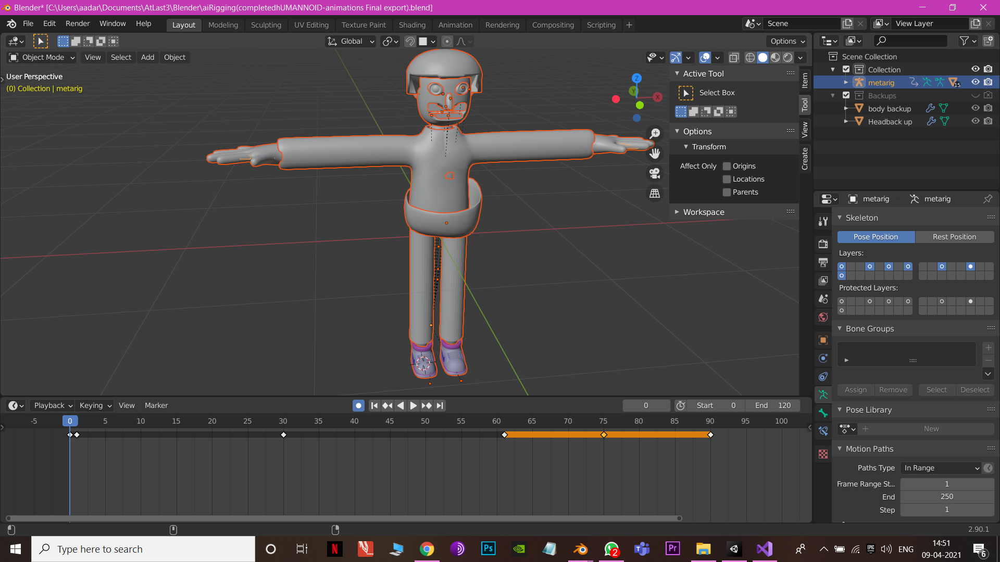 Blender* [C:\Users\aadar\Documents\AtLast3\Blender\aiRigging(completedhUMANNOID-animations Final export).blend]
File Edit Render Window Help
Layout Modeling Sculpting UV Editing Texture Paint Shading Animation Rendering Compositing Scripting +
Scene
View Layer
Global
Options
Object Mode View Select Add Object
User Perspective
(0) Collection | metarig
Z
Y
X
Active Tool
Select Box
Options
Transform
Affect Only Origins
Locations
Parents
Workspace
Item
Tool
View
Create
Scene Collection
Collection
metarig 15
Backups
body backup
Headback up
metarig metarig
Skeleton
Pose Position Rest Position
Layers:
Protected Layers:
Bone Groups
Assign Remove Select Deselect
Pose Library
New
Motion Paths
Paths Type In Range
Frame Range St... 1
End 250
Step 1
Playback Keying View Marker
0 Start 0 End 120
-5 0 5 10 15 20 25 30 35 40 45 50 55 60 65 70 75 80 85 90 95 100
2.90.1
Type here to search
N
Ps
2
Pr
EPIC GAMES
ENG
14:51
09-04-2021
6